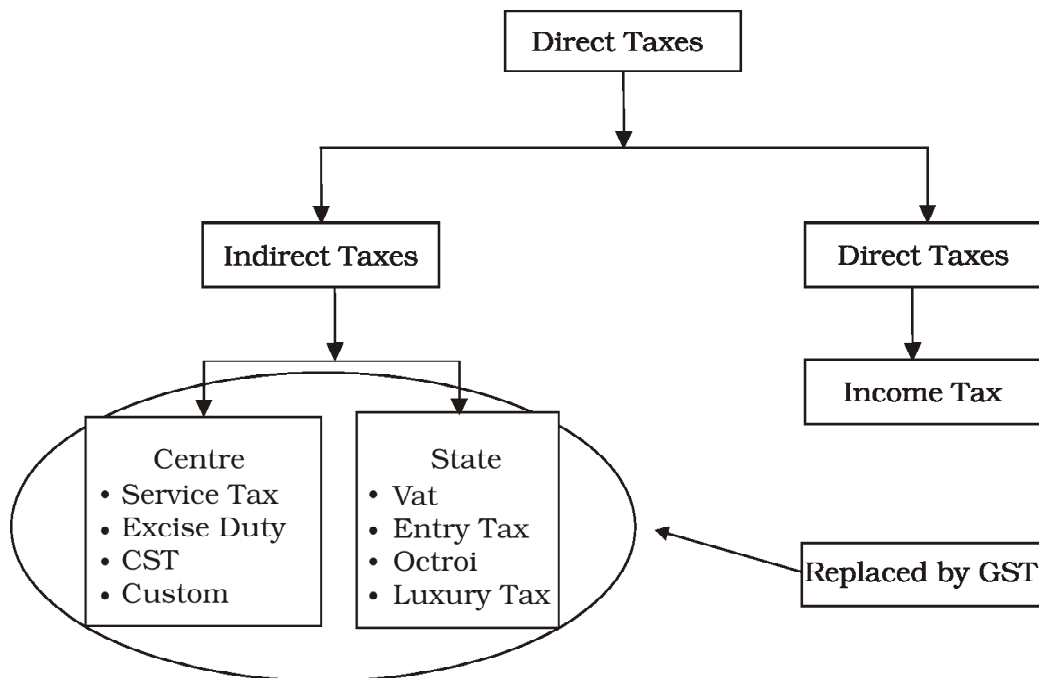 Direct Taxes
Indirect Taxes
Direct Taxes
Income Tax
Centre
• Service Tax
• Excise Duty
• CST
• Custom
State
• Vat
• Entry Tax
• Octroi
• Luxury Tax
Replaced by GST